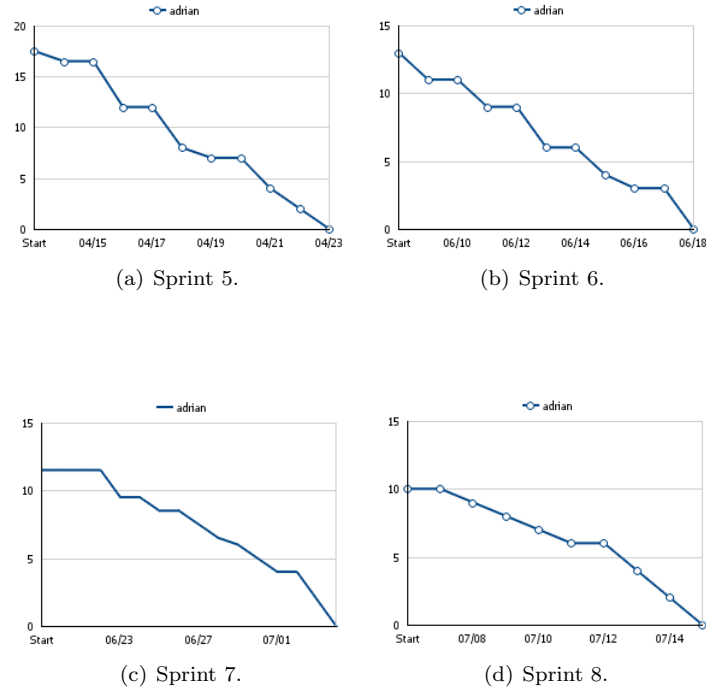 adrian
20
15
10
5
0
Start 04/15 04/17 04/19 04/21 04/23
(a) Sprint 5.
adrian
15
10
5
0
Start 06/10 06/12 06/14 06/16 06/18
(b) Sprint 6.
adrian
15
10
5
0
Start 06/23 06/27 07/01
(c) Sprint 7.
adrian
15
10
5
0
Start 07/08 07/10 07/12 07/14
(d) Sprint 8.